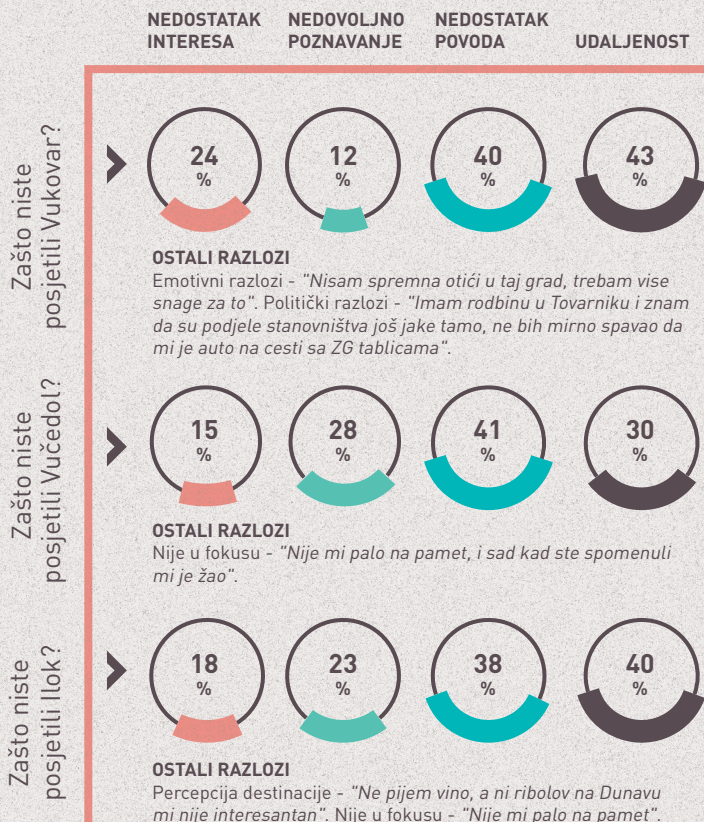 NEDOSTATAK INTERESA
NEDOVOLJNO POZNAVANJE
NEDOSTATAK POVODA
UDALJENOST
Zašto niste
posjetili Vukovar?
24 %
12 %
40 %
43 %
OSTALI RAZLOZI
Emotivni razlozi - "Nisam spremna otići u taj grad, trebam vise
snage za to". Politički razlozi - "Imam rodbinu u Tovarniku i znam
da su podjele stanovništva još jake tamo, ne bih mirno spavao da
mi je auto na cesti sa ZG tablicama".
Zašto niste
posjetili Vučedol?
15 %
28 %
41 %
30 %
OSTALI RAZLOZI
Nije u fokusu - "Nije mi palo na pamet, i sad kad ste spomenuli
mi je žao".
Zašto niste
posjetili Ilok?
18 %
23 %
38 %
40 %
OSTALI RAZLOZI
Percepcija destinacije - "Ne pijem vino, a ni ribolov na Dunavu
mi nije interesantan". Nije u fokusu - "Nije mi palo na pamet".